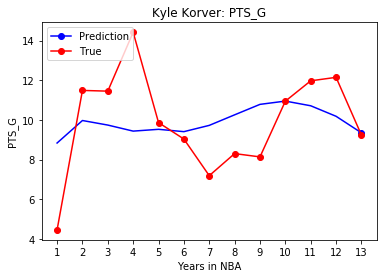 Kyle Korver: PTS_G
Prediction
True
14
12
10
8
6
4
PTS_G
1 2 3 4 5 6 7 8 9 10 11 12 13
Years in NBA